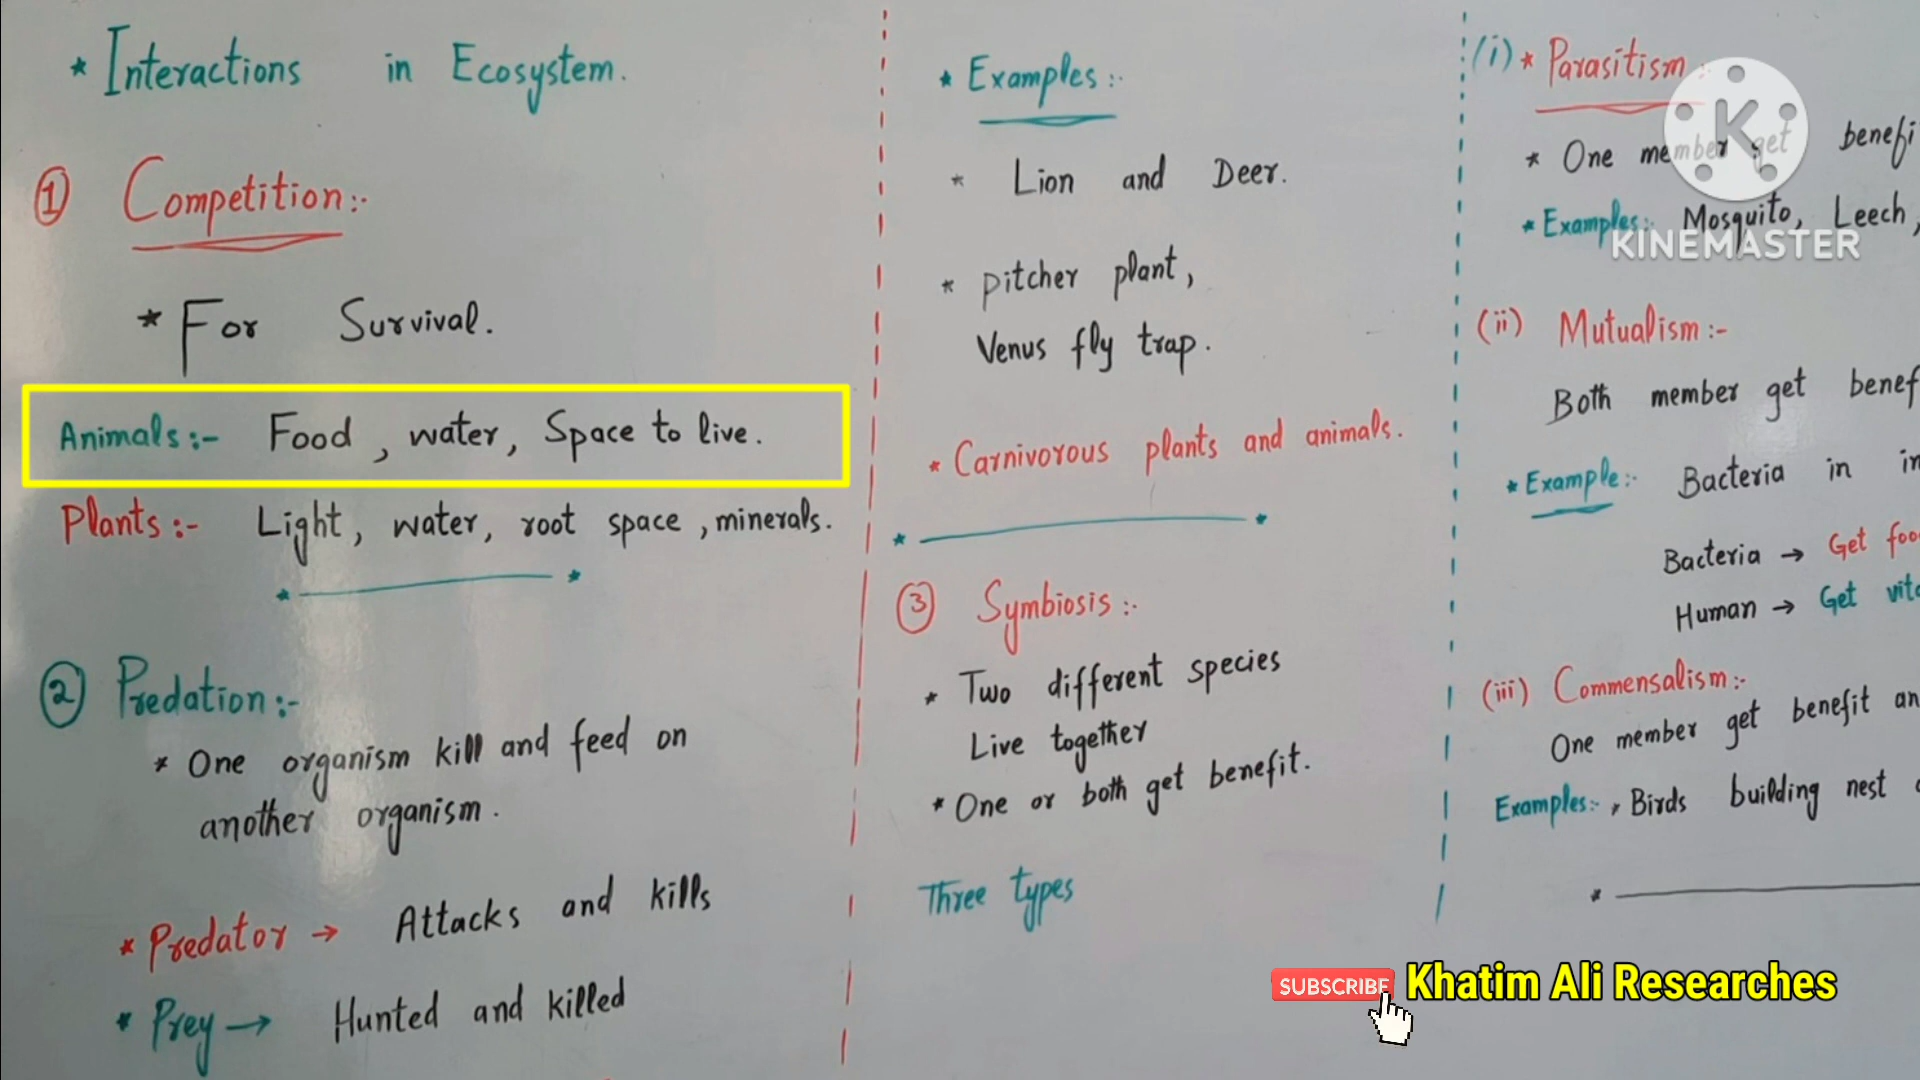 * Interactions in Ecosystem.
① Competition:-
* For Survival.
Animals:- Food, water, Space to live.
Plants:- Light, water, root space, minerals.
② Predation:-
* One organism kill and feed on
another organism.
* Predator → Attacks and kills
* Prey → Hunted and killed
* Examples:-
* Lion and Deer.
* Pitcher plant,
Venus fly trap.
* Carnivorous plants and animals.
③ Symbiosis:-
* Two different species
Live together
* One or both get benefit.
Three types
(i) * Parasitism:-
* One member get benefi
* Examples:- Mosquito, Leech,
(ii) Mutualism:-
Both member get benef
* Example:- Bacteria in in
Bacteria → Get foo
Human → Get vit
(iii) Commensalism:-
One member get benefit an
Examples:- * Birds building nest
KINEMASTER
SUBSCRIBE Khatim Ali Researches